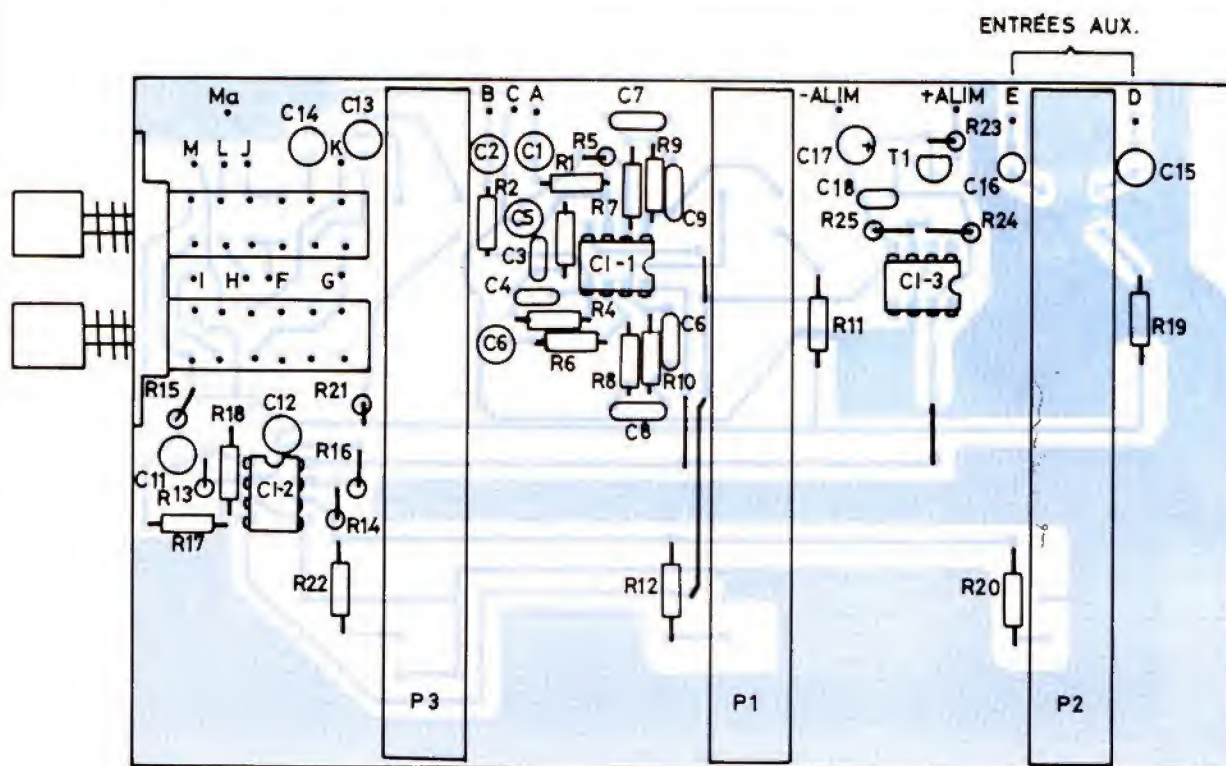 ENTRÉES AUX.
Ma
C14
C13
B C A
C7
-ALIM
+ALIM
E
D
R23
M L J
K
C2
C1
R5
R9
C17
T1
R1
C16
C15
R2
R7
C18
C9
C5
R25
R24
C3
CI-1
CI-3
I H F G
C4
R4
R11
R19
C6
C6
R6
R8
R10
R15
R21
C8
R18
C12
R16
C11
R13
CI-2
R14
R17
R22
R12
R20
P3
P1
P2